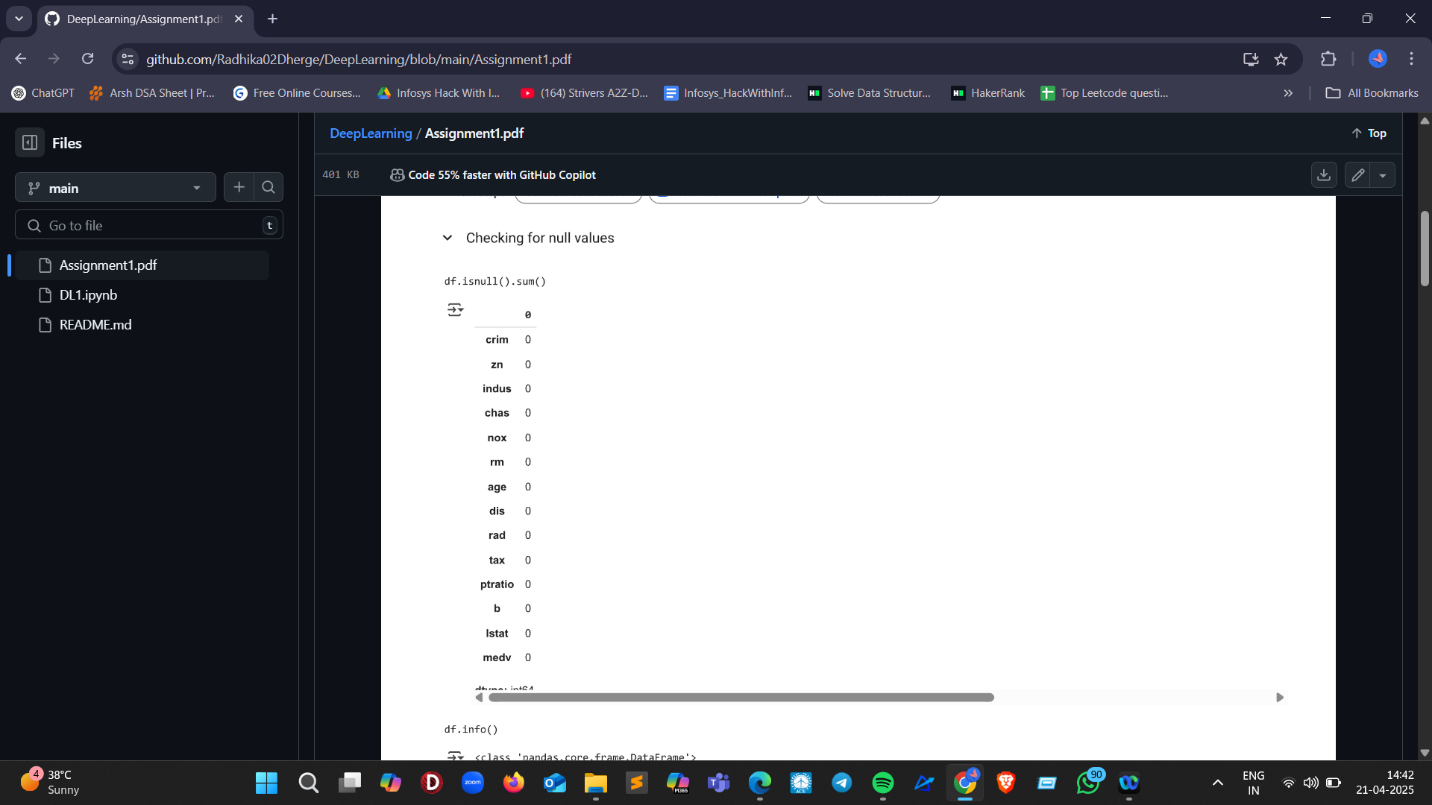 DeepLearning/Assignment1.pdf
github.com/Radhika02Dherge/DeepLearning/blob/main/Assignment1.pdf
ChatGPT
Arsh DSA Sheet | Pr...
Free Online Courses...
Infosys Hack With I...
(164) Strivers A2Z-D...
Infosys_HackWithInf...
Solve Data Structur...
HakerRank
Top Leetcode questi...
» All Bookmarks
Files
main
Go to file t
Assignment1.pdf
DL1.ipynb
README.md
DeepLearning / Assignment1.pdf
Top
401 KB
Code 55% faster with GitHub Copilot
Checking for null values
df.isnull().sum()
0
crim 0
zn 0
indus 0
chas 0
nox 0
rm 0
age 0
dis 0
rad 0
tax 0
ptratio 0
b 0
lstat 0
medv 0
dtype: int64
df.info()
<class 'pandas.core.frame.DataFrame'>
4
38°C
Sunny
zoom
90
ENG
IN
14:42
21-04-2025